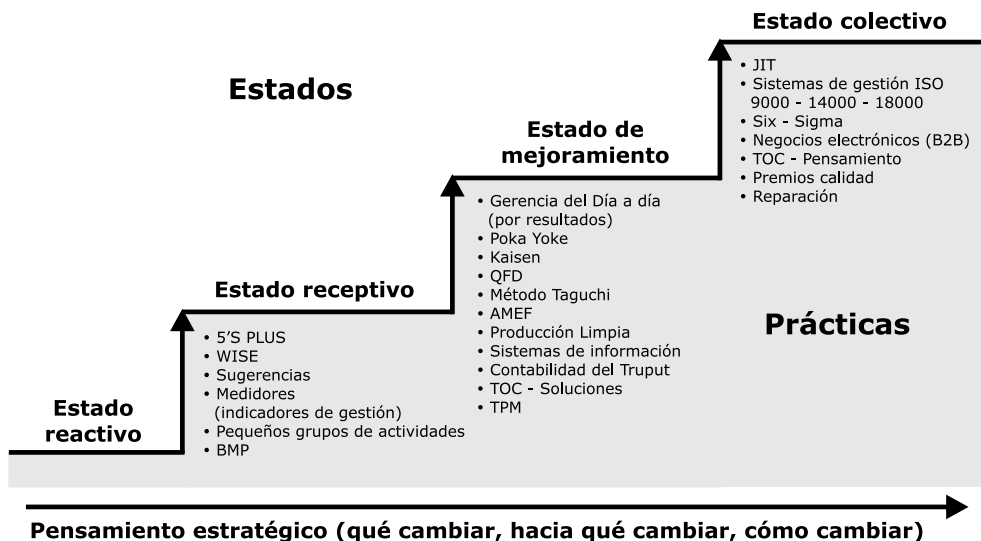 Estados
Estado
reactivo
Estado receptivo
• 5’S PLUS
• WISE
• Sugerencias
• Medidores
(indicadores de gestión)
• Pequeños grupos de actividades
• BMP
Estado de
mejoramiento
• Gerencia del Día a día
(por resultados)
• Poka Yoke
• Kaisen
• QFD
• Método Taguchi
• AMEF
• Producción Limpia
• Sistemas de información
• Contabilidad del Truput
• TOC - Soluciones
• TPM
Estado colectivo
• JIT
• Sistemas de gestión ISO
9000 - 14000 - 18000
• Six - Sigma
• Negocios electrónicos (B2B)
• TOC - Pensamiento
• Premios calidad
• Reparación
Prácticas
Pensamiento estratégico (qué cambiar, hacia qué cambiar, cómo cambiar)